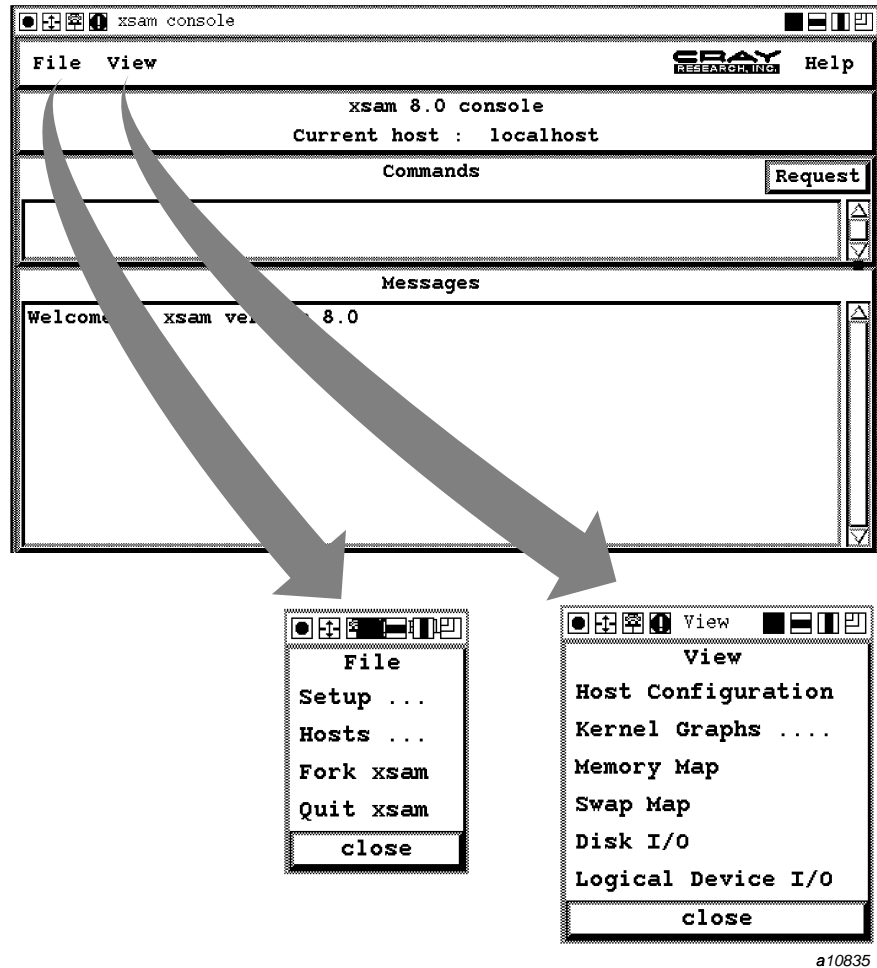 xsam console
File View CRAY RESEARCH, INC. Help
xsam 8.0 console
Current host : localhost
Commands
Request
Messages
Welcome xsam 8.0
File
Setup ...
Hosts ...
Fork xsam
Quit xsam
close
View
View
Host Configuration
Kernel Graphs ....
Memory Map
Swap Map
Disk I/O
Logical Device I/O
close
a10835